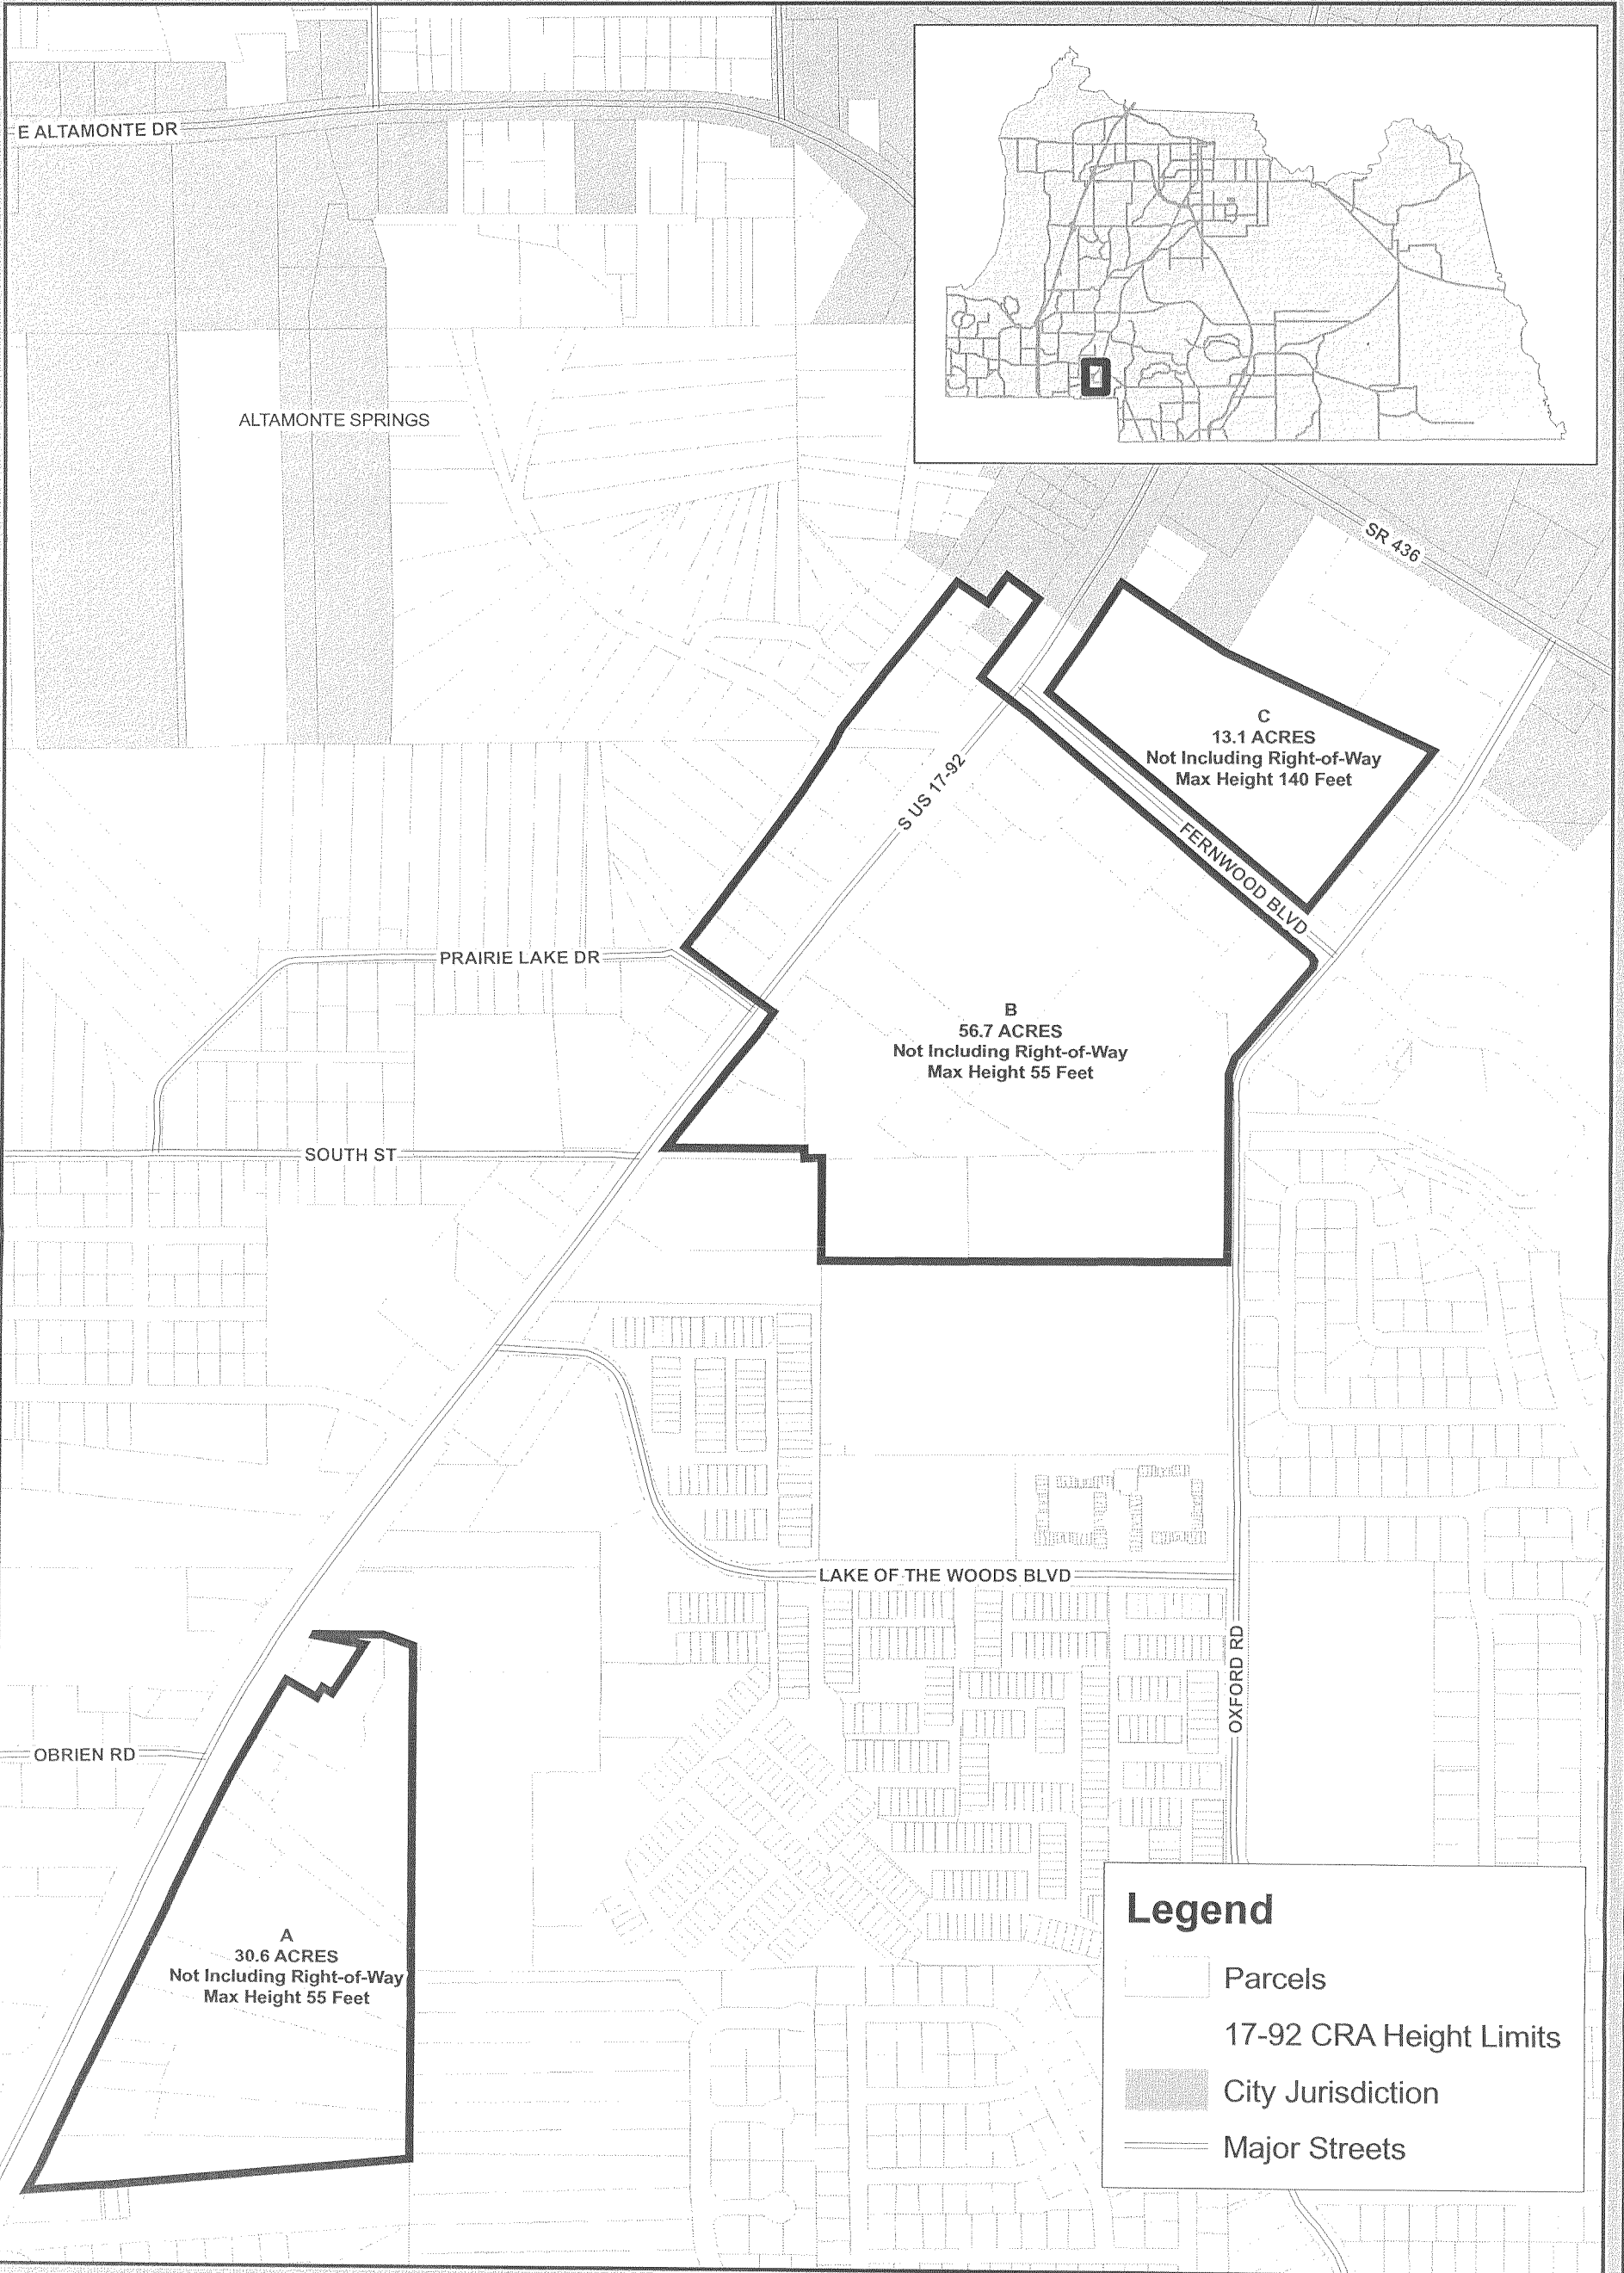 E ALTAMONTE DR
ALTAMONTE SPRINGS
SR 436
C
13.1 ACRES
Not Including Right-of-Way
Max Height 140 Feet
S US 17-92
FERNWOOD BLVD
PRAIRIE LAKE DR
B
56.7 ACRES
Not Including Right-of-Way
Max Height 55 Feet
SOUTH ST
LAKE OF THE WOODS BLVD
OXFORD RD
OBRIEN RD
A
30.6 ACRES
Not Including Right-of-Way
Max Height 55 Feet
Legend
Parcels
17-92 CRA Height Limits
City Jurisdiction
Major Streets